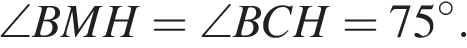 ∠BMH = ∠BCH = 75°.